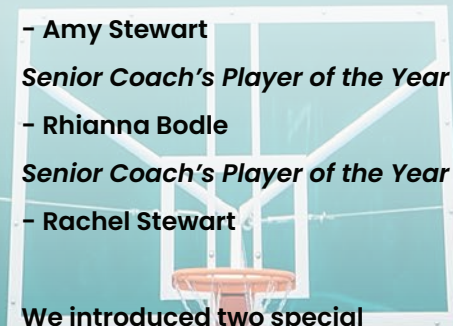 - Amy Stewart
Senior Coach's Player of the Year
- Rhianna Bodle
Senior Coach's Player of the Year
- Rachel Stewart
We introduced two special